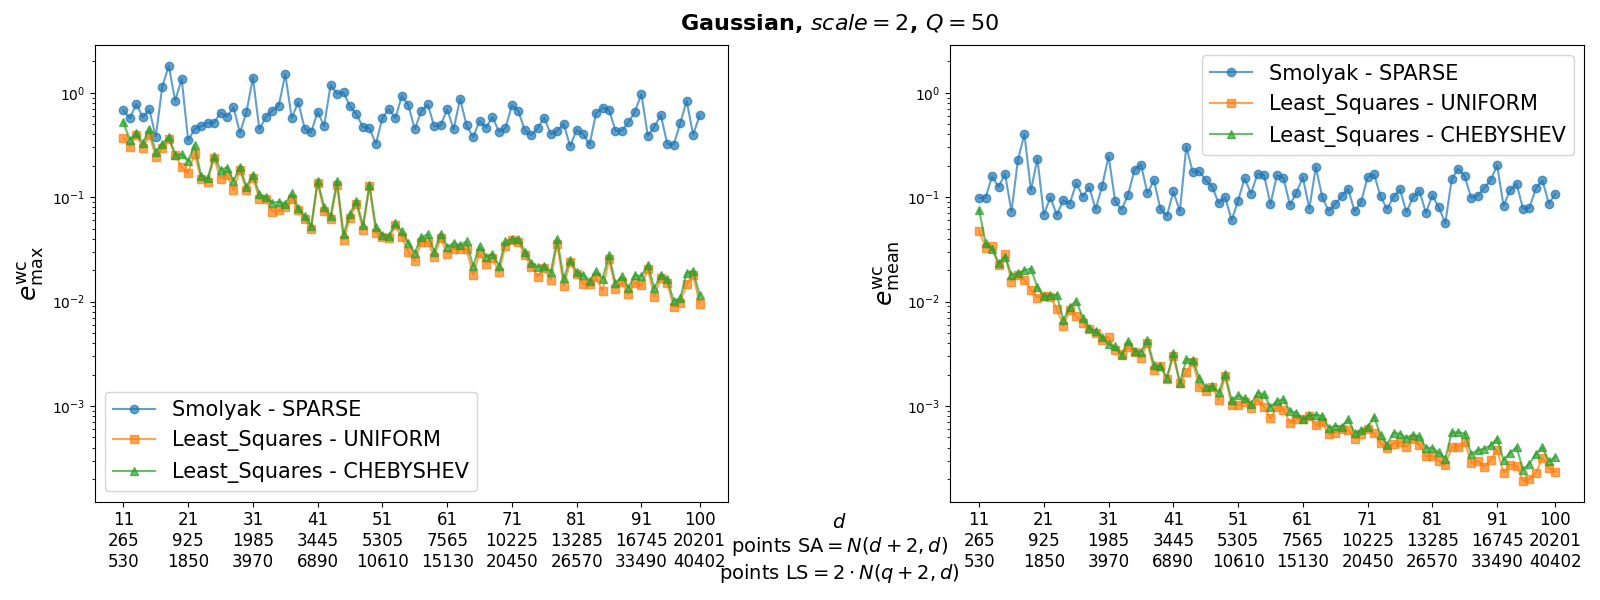 Gaussian, scale = 2, Q = 50
e^wc_max
10^0
10^-1
10^-2
10^-3
Smolyak - SPARSE
Least_Squares - UNIFORM
Least_Squares - CHEBYSHEV
11 21 31 41 51 61 71 81 91 100
265 925 1985 3445 5305 7565 10225 13285 16745 20201
530 1850 3970 6890 10610 15130 20450 26570 33490 40402
d
points SA = N(d + 2, d)
points LS = 2 · N(q + 2, d)
e^wc_mean
10^0
10^-1
10^-2
10^-3
Smolyak - SPARSE
Least_Squares - UNIFORM
Least_Squares - CHEBYSHEV
11 21 31 41 51 61 71 81 91 100
265 925 1985 3445 5305 7565 10225 13285 16745 20201
530 1850 3970 6890 10610 15130 20450 26570 33490 40402